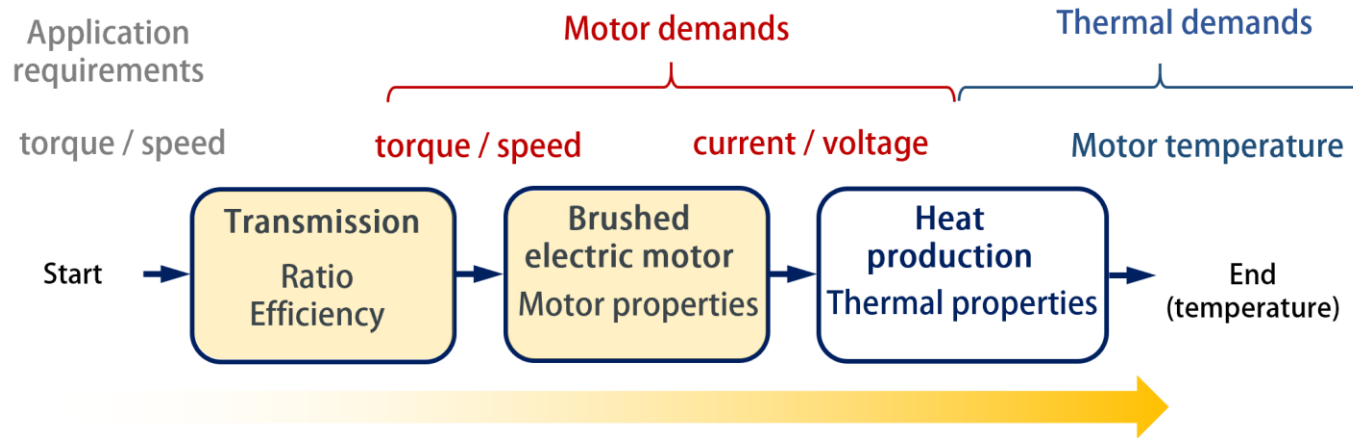 Application
requirements
Motor demands
Thermal demands
torque / speed
torque / speed
current / voltage
Motor temperature
Start
Transmission
Ratio
Efficiency
Brushed
electric motor
Motor properties
Heat
production
Thermal properties
End
(temperature)